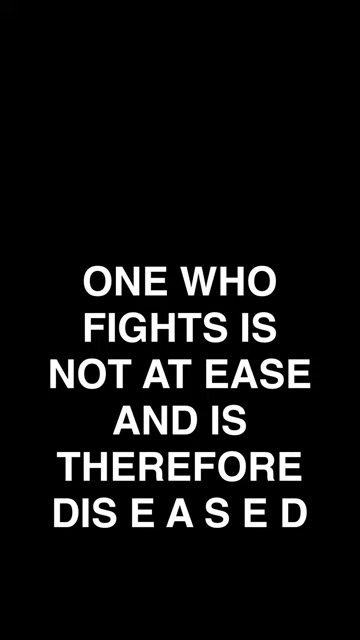 ONE WHO
FIGHTS IS
NOT AT EASE
AND IS
THEREFORE
DIS E A S E D